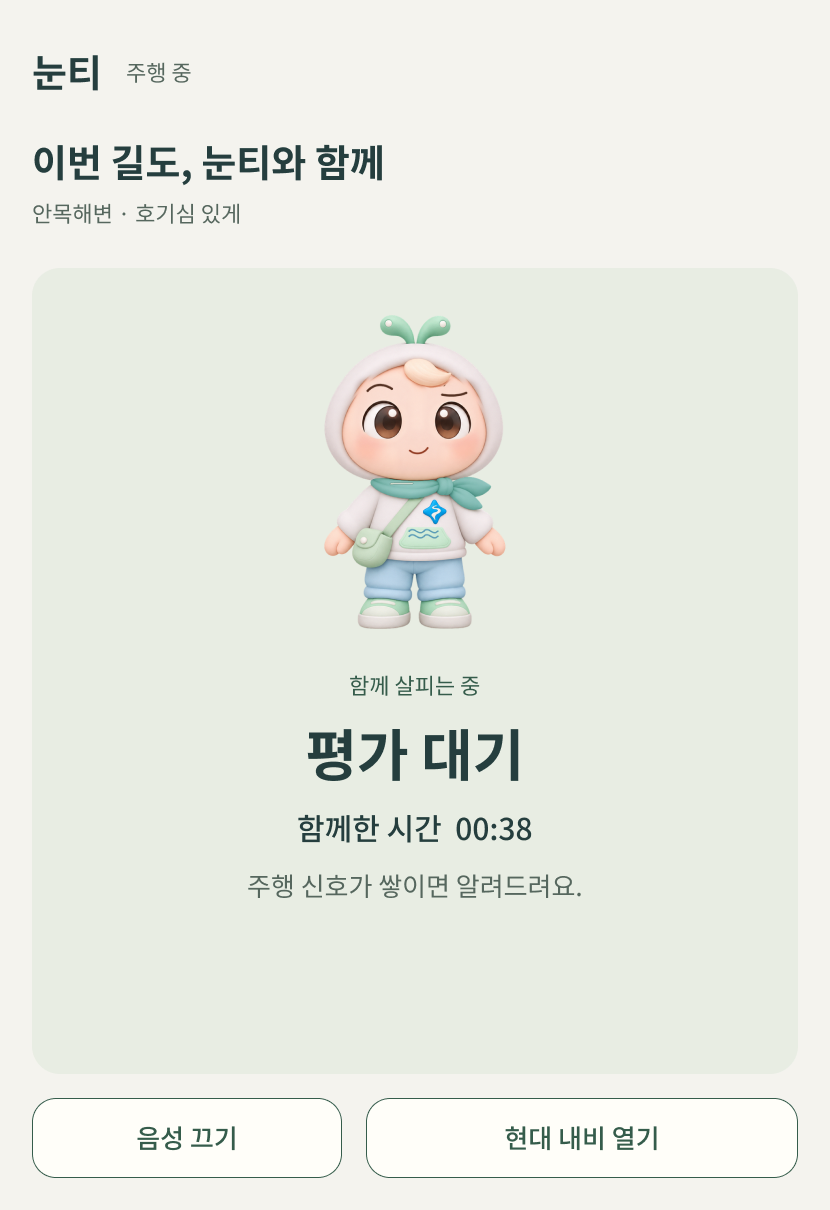 눈티 주행 중
이번 길도, 눈티와 함께
안목해변 · 호기심 있게
함께 살피는 중
평가 대기
함께한 시간 00:38
주행 신호가 쌓이면 알려드려요.
음성 끄기
현대 내비 열기